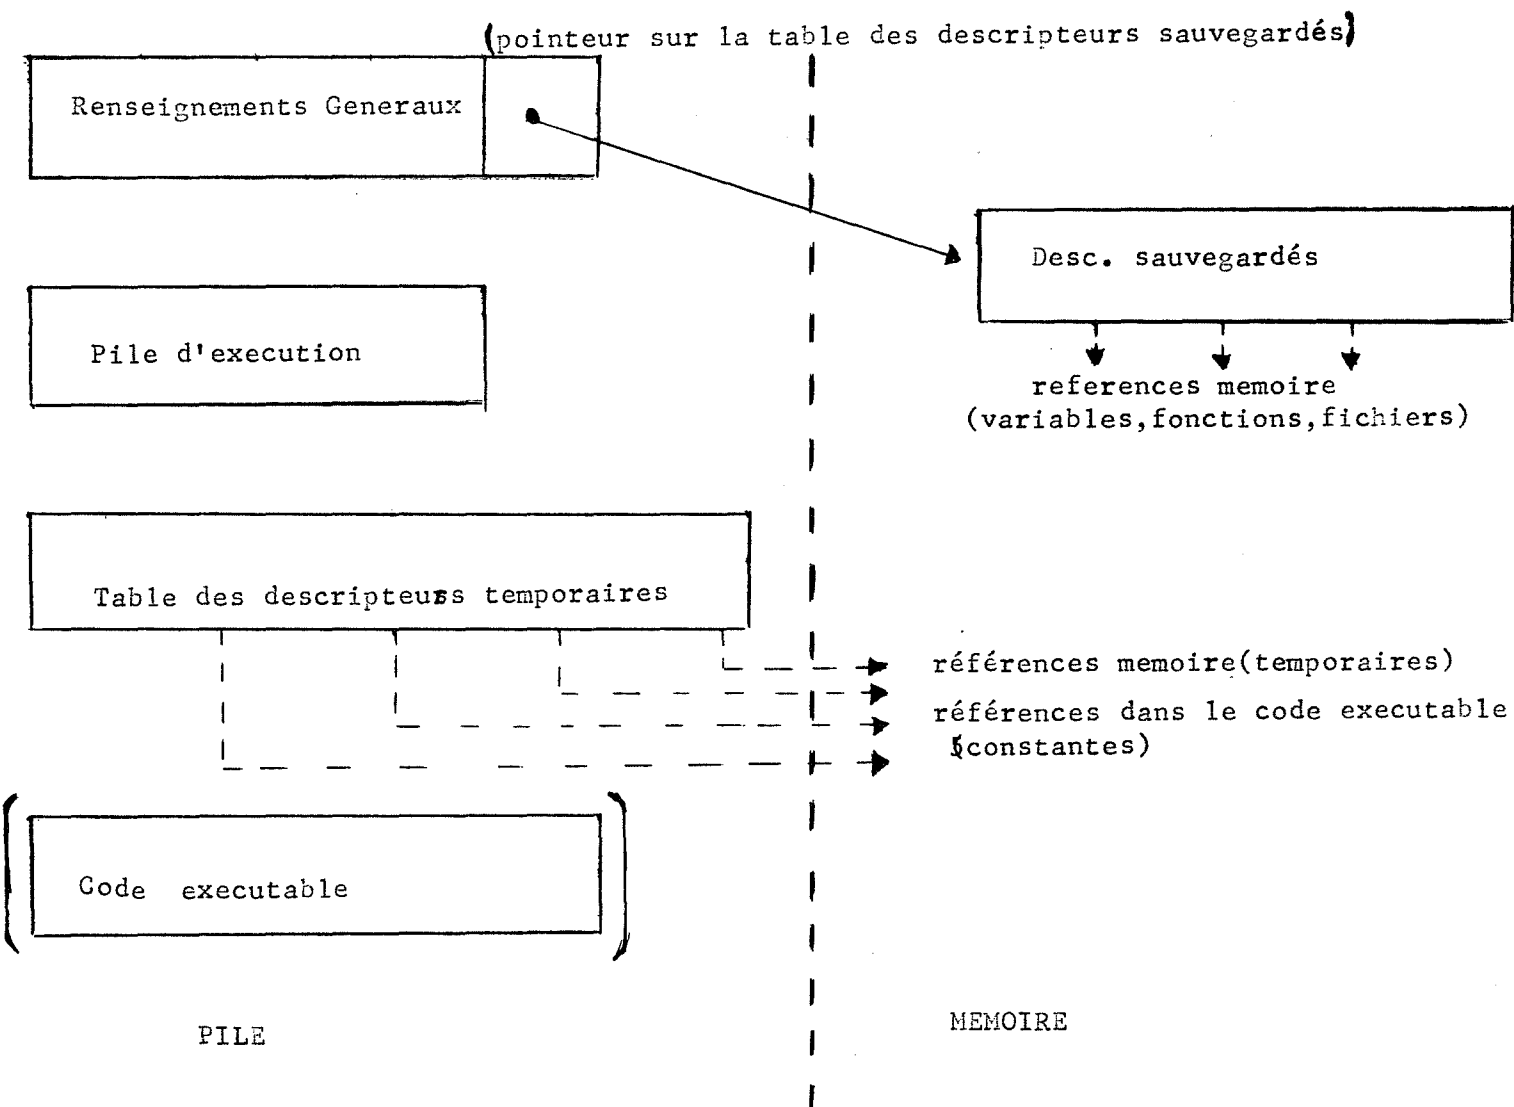 (pointeur sur la table des descripteurs sauvegardés)
Renseignements Generaux
Desc. sauvegardés
Pile d'execution
references memoire
(variables,fonctions,fichiers)
Table des descripteurs temporaires
références memoire(temporaires)
références dans le code executable
(constantes)
Code executable
PILE
MEMOIRE